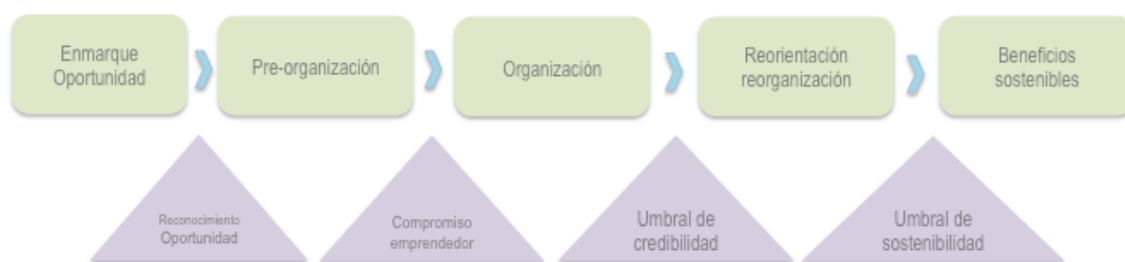 Enmarque
Oportunidad
Pre-organización
Organización
Reorientación
reorganización
Beneficios
sostenibles
Reconocimiento
Oportunidad
Compromiso
emprendedor
Umbral de
credibilidad
Umbral de
sostenibilidad